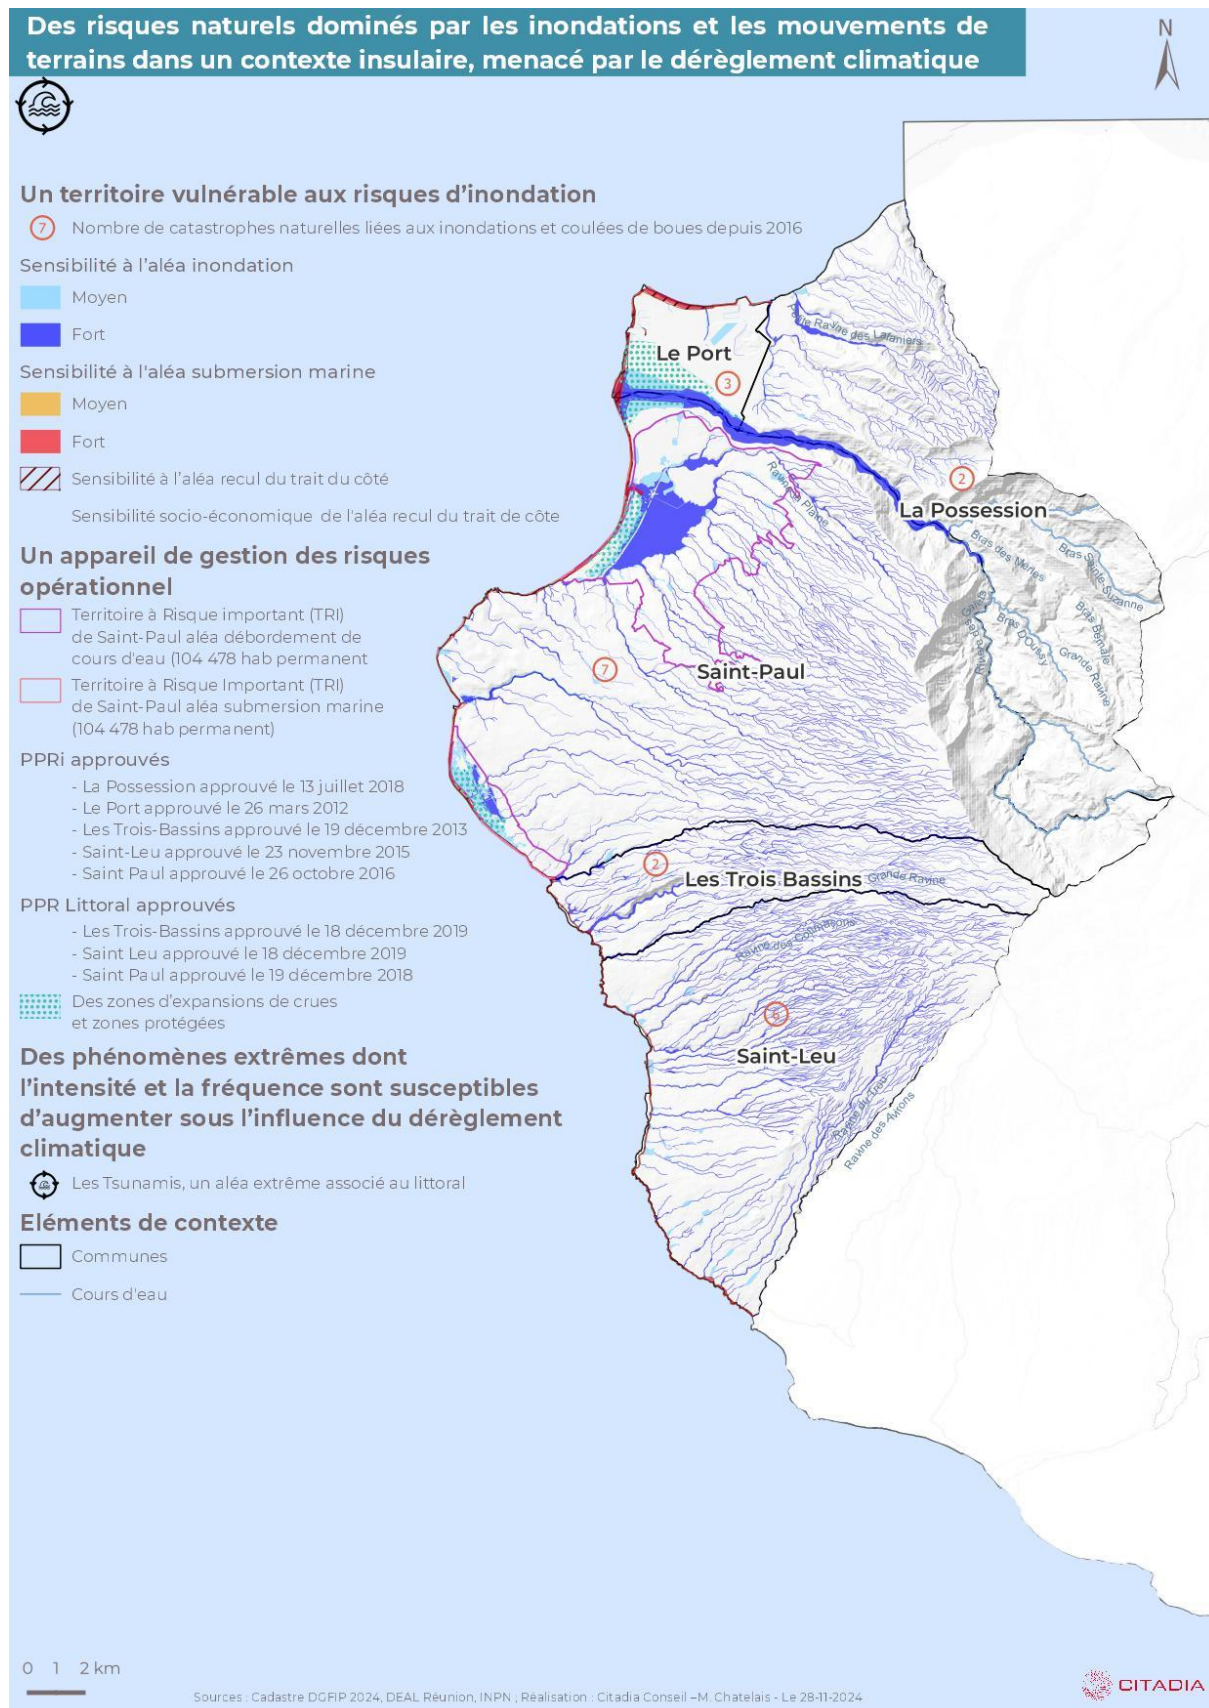 Des risques naturels dominés par les inondations et les mouvements de
terrains dans un contexte insulaire, menacé par le dérèglement climatique
N
Un territoire vulnérable aux risques d'inondation
7 Nombre de catastrophes naturelles liées aux inondations et coulées de boues depuis 2016
Sensibilité à l'aléa inondation
Moyen
Fort
Sensibilité à l'aléa submersion marine
Moyen
Fort
Sensibilité à l'aléa recul du trait du côté
Sensibilité socio-économique de l'aléa recul du trait de côte
Un appareil de gestion des risques
opérationnel
Territoire à Risque important (TRI)
de Saint-Paul aléa débordement de
cours d'eau (104 478 hab permanent
Territoire à Risque Important (TRI)
de Saint-Paul aléa submersion marine
(104 478 hab permanent)
PPRi approuvés
- La Possession approuvé le 13 juillet 2018
- Le Port approuvé le 26 mars 2012
- Les Trois-Bassins approuvé le 19 décembre 2013
- Saint-Leu approuvé le 23 novembre 2015
- Saint Paul approuvé le 26 octobre 2016
PPR Littoral approuvés
- Les Trois-Bassins approuvé le 18 décembre 2019
- Saint Leu approuvé le 18 décembre 2019
- Saint Paul approuvé le 19 décembre 2018
Des zones d'expansions de crues
et zones protégées
Des phénomènes extrêmes dont
l'intensité et la fréquence sont susceptibles
d'augmenter sous l'influence du dérèglement
climatique
Les Tsunamis, un aléa extrême associé au littoral
Eléments de contexte
Communes
Cours d'eau
Petite Ravine des Lataniers
Le Port
3
2
La Possession
Bras des Merles
Bras Sainte-Suzanne
Bras Bémale
Bras D'Oussy
Grande Ravine
Rivière des Galets
7
Saint-Paul
2
Les Trois Bassins
Grande Ravine
Ravine des Colimaçons
6
Saint-Leu
Ravine du Trou
Ravine des Avirons
0 1 2 km
Sources : Cadastre DGFIP 2024, DEAL Réunion, INPN ; Réalisation : Citadia Conseil –M. Chatelais - Le 28-11-2024
CITADIA